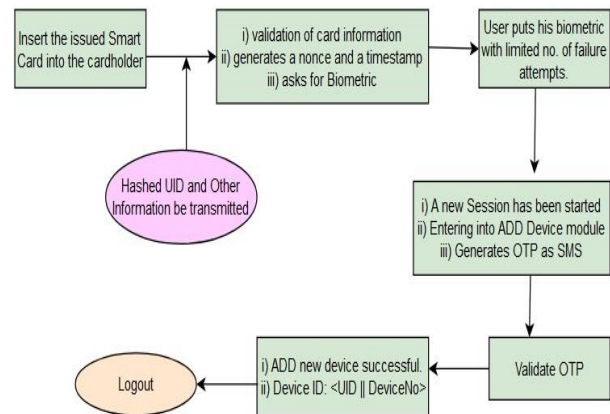 Insert the issued Smart
Card into the cardholder
i) validation of card information
ii) generates a nonce and a timestamp
iii) asks for Biometric
User puts his biometric
with limited no. of failure
attempts.
Hashed UID and Other
Information be transmitted
i) A new Session has been started
ii) Entering into ADD Device module
iii) Generates OTP as SMS
Validate OTP
i) ADD new device successful.
ii) Device ID: <UID || DeviceNo>
Logout